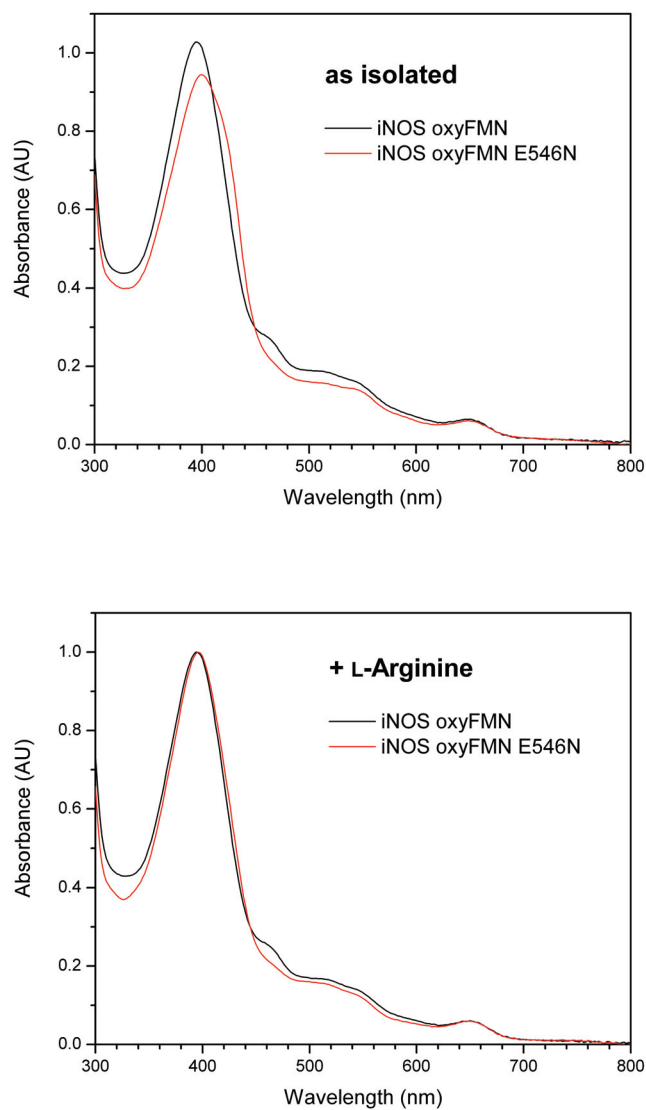 1.0
0.8
0.6
0.4
0.2
0.0
Absorbance (AU)
as isolated
iNOS oxyFMN
iNOS oxyFMN E546N
300 400 500 600 700 800
Wavelength (nm)
1.0
0.8
0.6
0.4
0.2
0.0
Absorbance (AU)
+ L-Arginine
iNOS oxyFMN
iNOS oxyFMN E546N
300 400 500 600 700 800
Wavelength (nm)